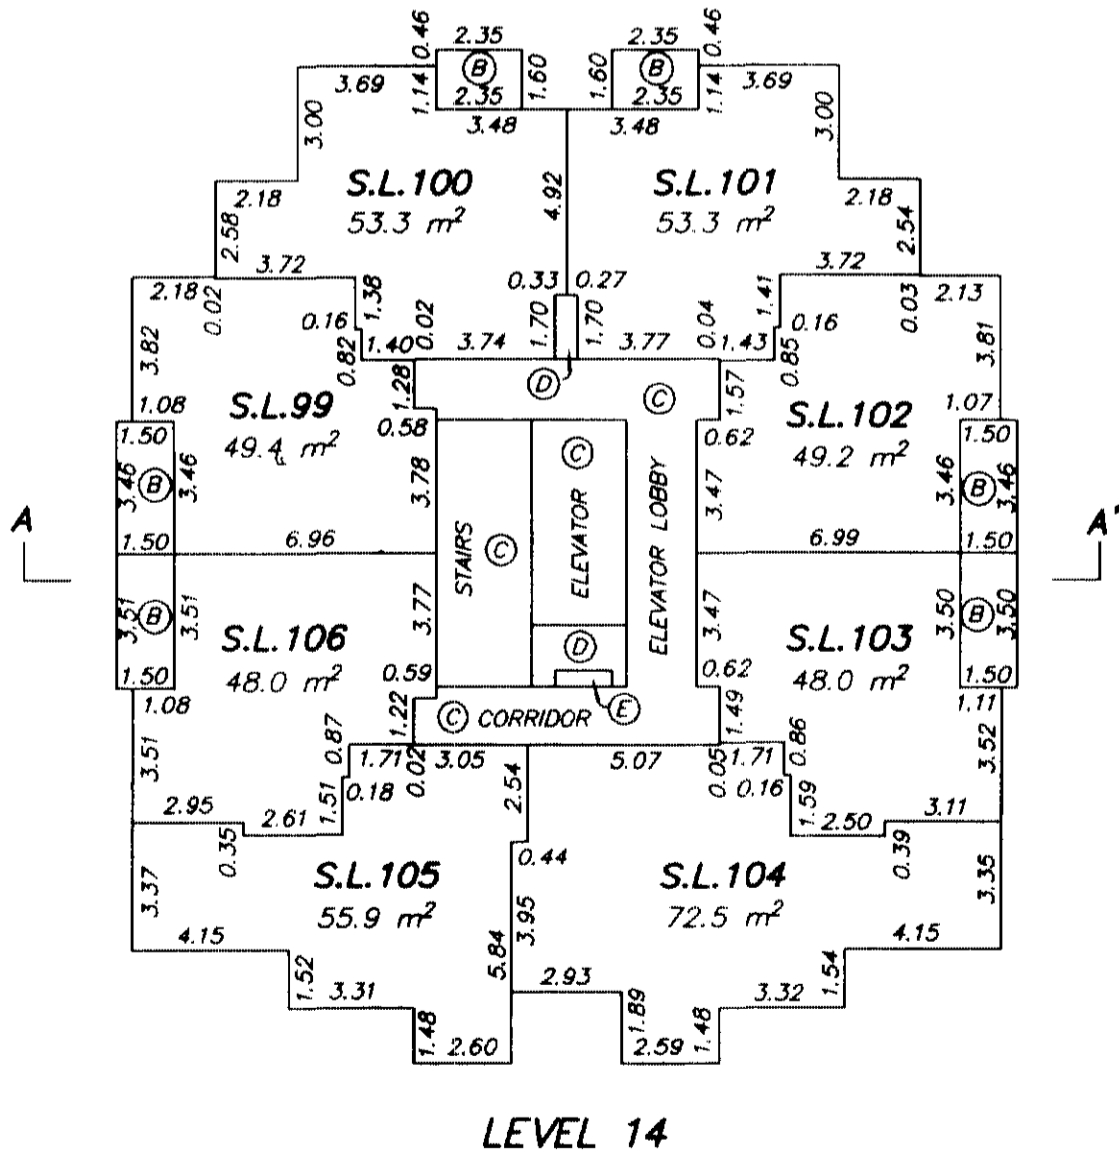 0.46 2.35 2.35 0.46
B B
3.69 1.14 2.35 1.60 1.60 2.35 1.14 3.69
3.00 3.48 3.48 3.00
S.L.100 S.L.101
53.3 m² 53.3 m²
2.18 4.92 2.18
2.58 2.54
3.72 3.72
2.18 0.02 1.38 0.33 0.27 1.41 0.03 2.13
0.16 0.02 1.70 1.70 0.04 0.16
3.82 0.82 1.40 3.74 3.77 1.43 0.85 3.81
D
1.08 1.28 C 1.57 1.07
S.L.99 S.L.102
49.4 m² 49.2 m²
1.50 0.58 0.62 1.50
3.46 B 3.46 3.78 C 3.47 3.46 B 3.46
A A'
1.50 6.96 6.99 1.50
STAIRS C ELEVATOR ELEVATOR LOBBY
3.51 B 3.51 3.77 3.47 3.50 B 3.50
S.L.106 S.L.103
48.0 m² 48.0 m²
D
1.50 0.59 0.62 1.50
1.08 1.22 C CORRIDOR E 1.49 1.11
3.51 0.87 1.71 0.02 3.05 5.07 0.05 1.71 0.86 3.52
0.18 2.54 0.16
2.95 2.61 1.51 1.59 2.50 3.11
0.35 0.44 0.39
S.L.105 S.L.104
55.9 m² 72.5 m²
3.37 3.95 3.35
4.15 5.84 4.15
1.52 2.93 1.54
3.31 1.89 3.32
1.48 2.60 2.59 1.48
LEVEL 14